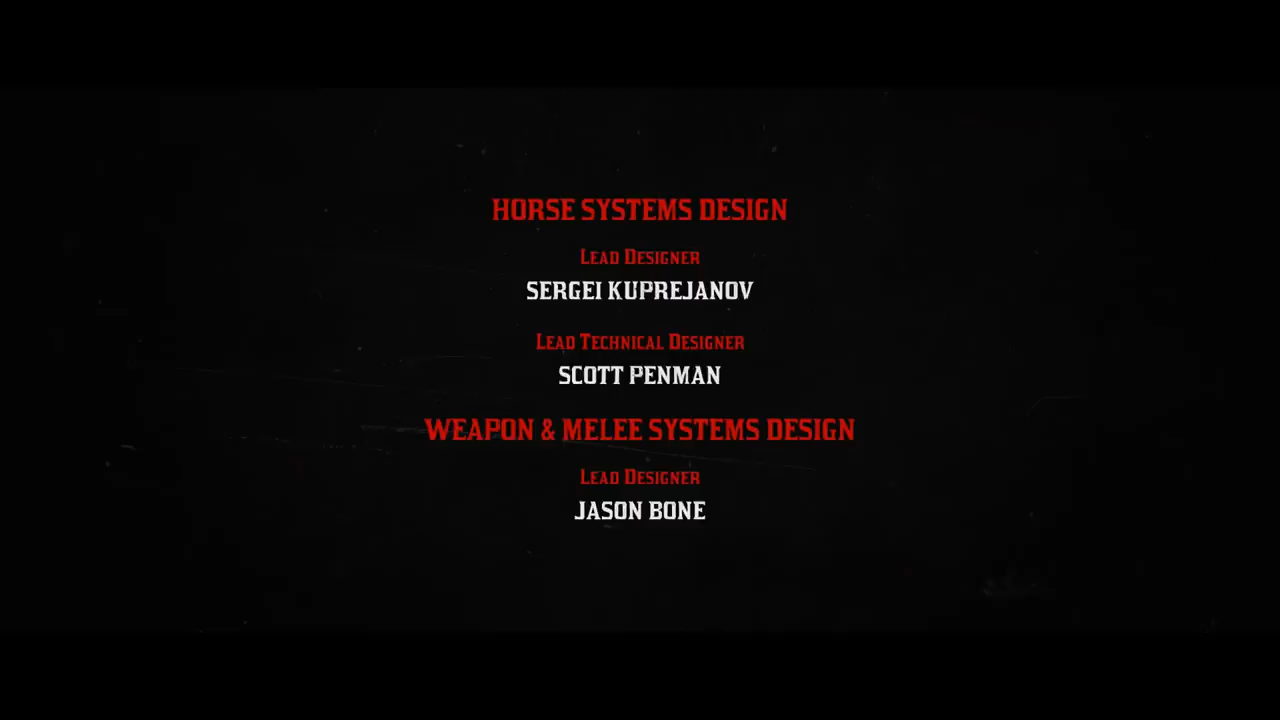 HORSE SYSTEMS DESIGN
LEAD DESIGNER
SERGEI KUPREJANOV
LEAD TECHNICAL DESIGNER
SCOTT PENMAN
WEAPON & MELEE SYSTEMS DESIGN
LEAD DESIGNER
JASON BONE